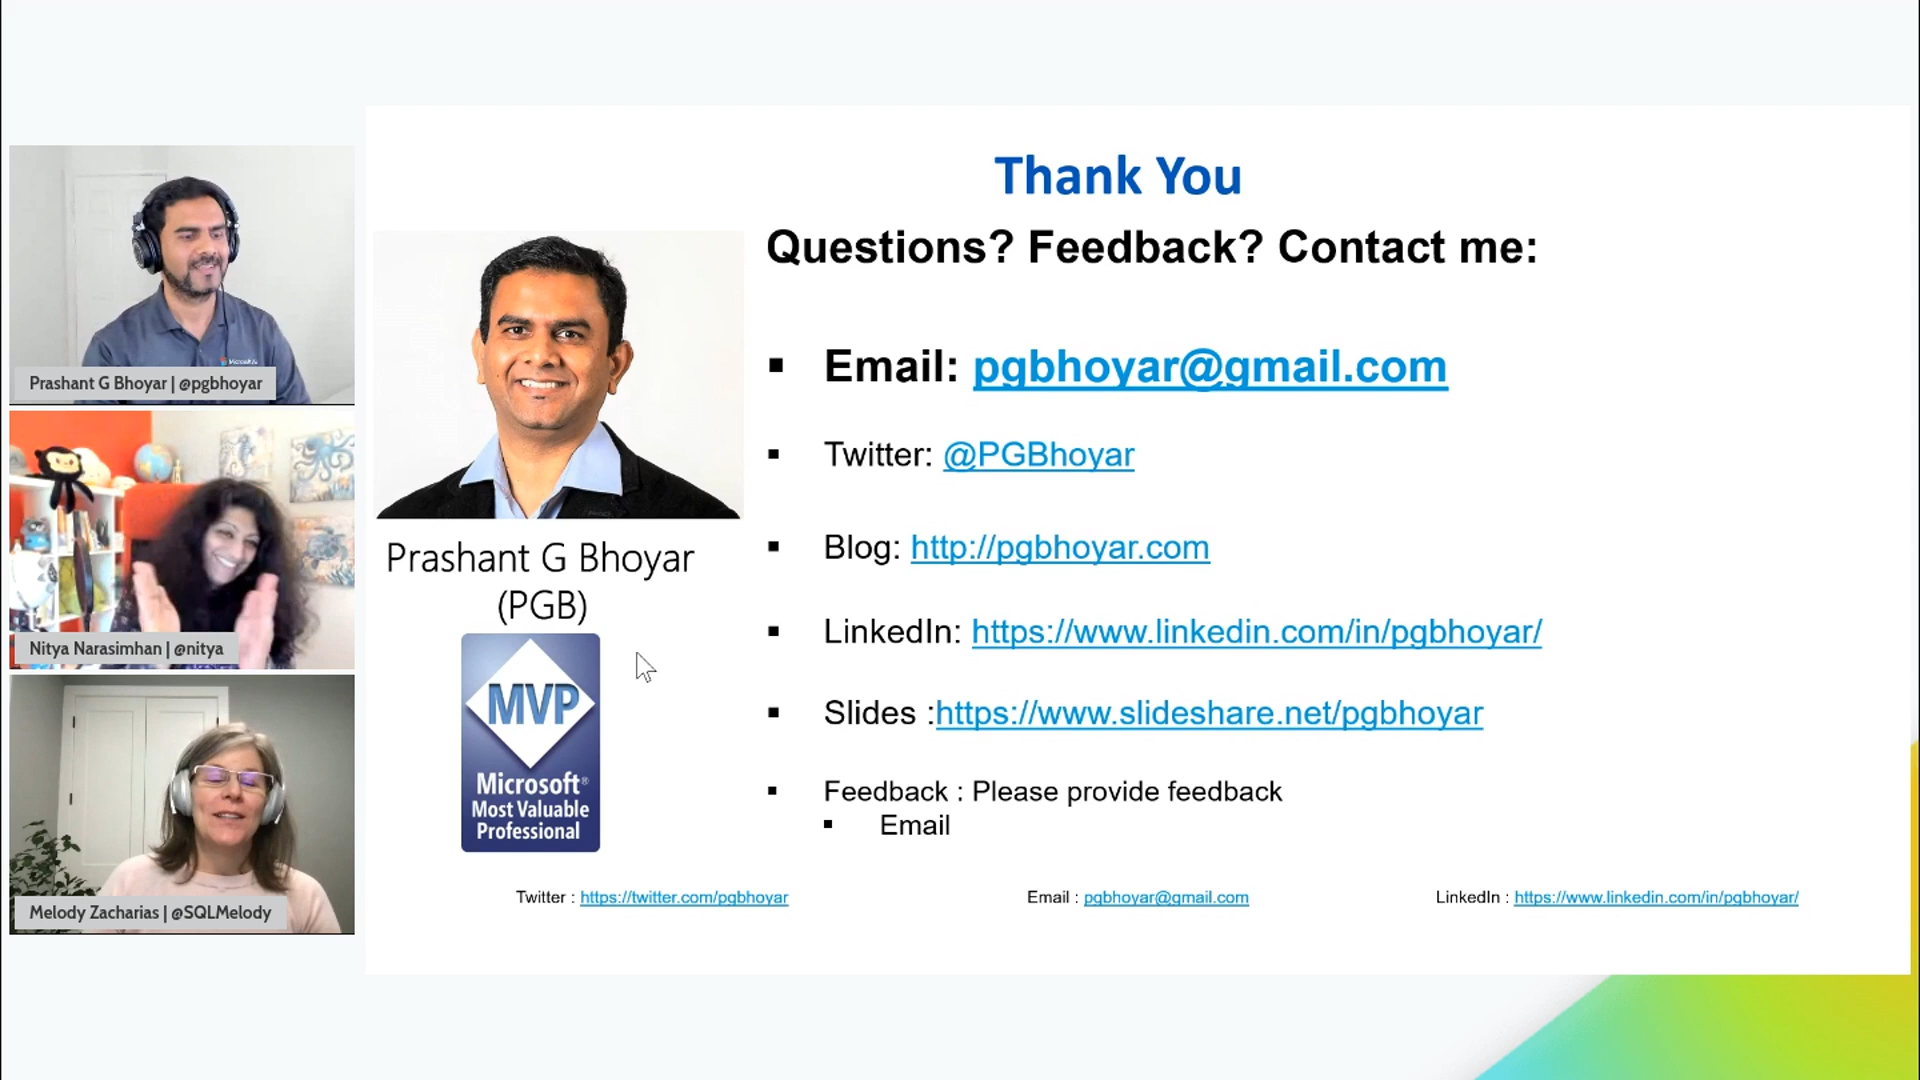 Thank You
Questions? Feedback? Contact me:
Email: pgbhoyar@gmail.com
Twitter: @PGBhoyar
Blog: http://pgbhoyar.com
LinkedIn: https://www.linkedin.com/in/pgbhoyar/
Slides :https://www.slideshare.net/pgbhoyar
Feedback : Please provide feedback
Email
Prashant G Bhoyar
(PGB)
MVP
Microsoft®
Most Valuable
Professional
Twitter : https://twitter.com/pgbhoyar
Email : pgbhoyar@gmail.com
LinkedIn : https://www.linkedin.com/in/pgbhoyar/
Prashant G Bhoyar | @pgbhoyar
Nitya Narasimhan | @nitya
Melody Zacharias | @SQLMelody